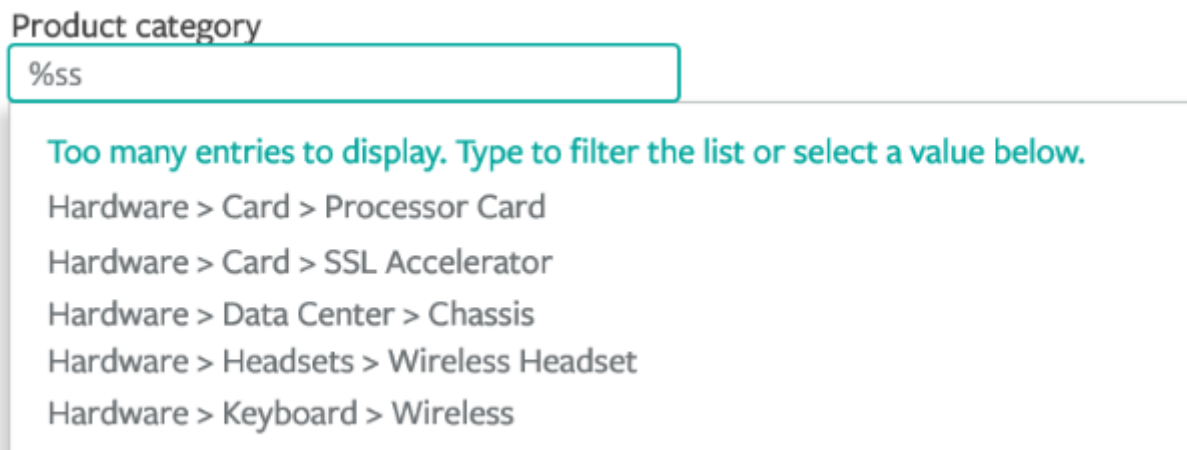 Product category
%ss
Too many entries to display. Type to filter the list or select a value below.
Hardware > Card > Processor Card
Hardware > Card > SSL Accelerator
Hardware > Data Center > Chassis
Hardware > Headsets > Wireless Headset
Hardware > Keyboard > Wireless